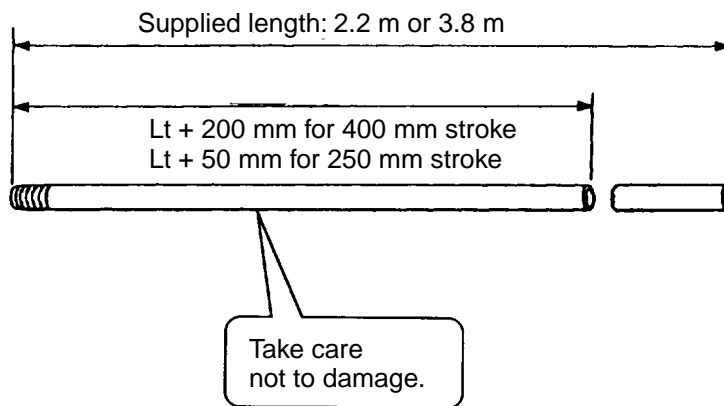 Supplied length: 2.2 m or 3.8 m
Lt + 200 mm for 400 mm stroke
Lt + 50 mm for 250 mm stroke
Take care
not to damage.